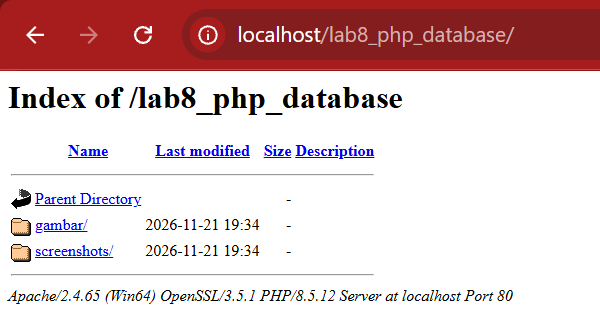 localhost/lab8_php_database/
Index of /lab8_php_database
Name Last modified Size Description
Parent Directory -
gambar/ 2026-11-21 19:34 -
screenshots/ 2026-11-21 19:34 -
Apache/2.4.65 (Win64) OpenSSL/3.5.1 PHP/8.5.12 Server at localhost Port 80